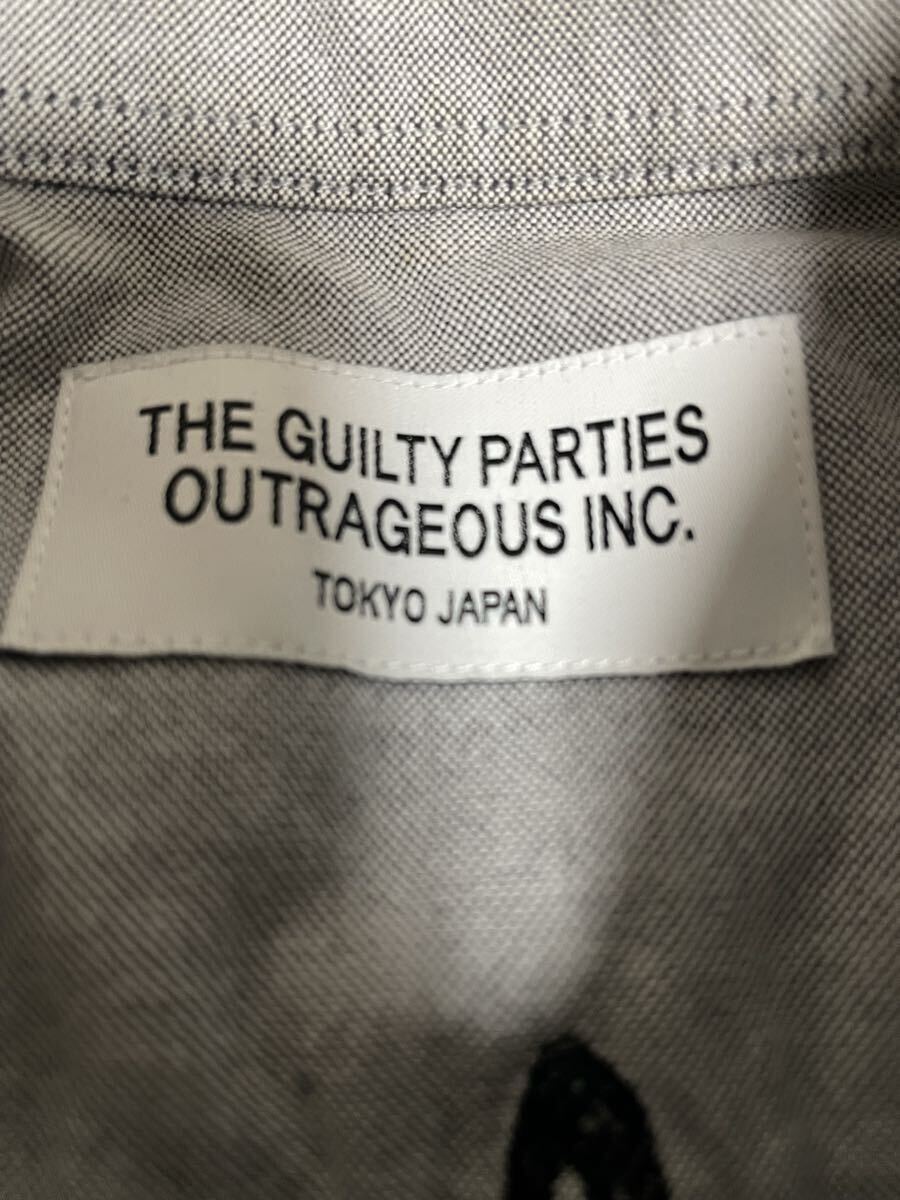 THE GUILTY PARTIES
OUTRAGEOUS INC.
TOKYO JAPAN